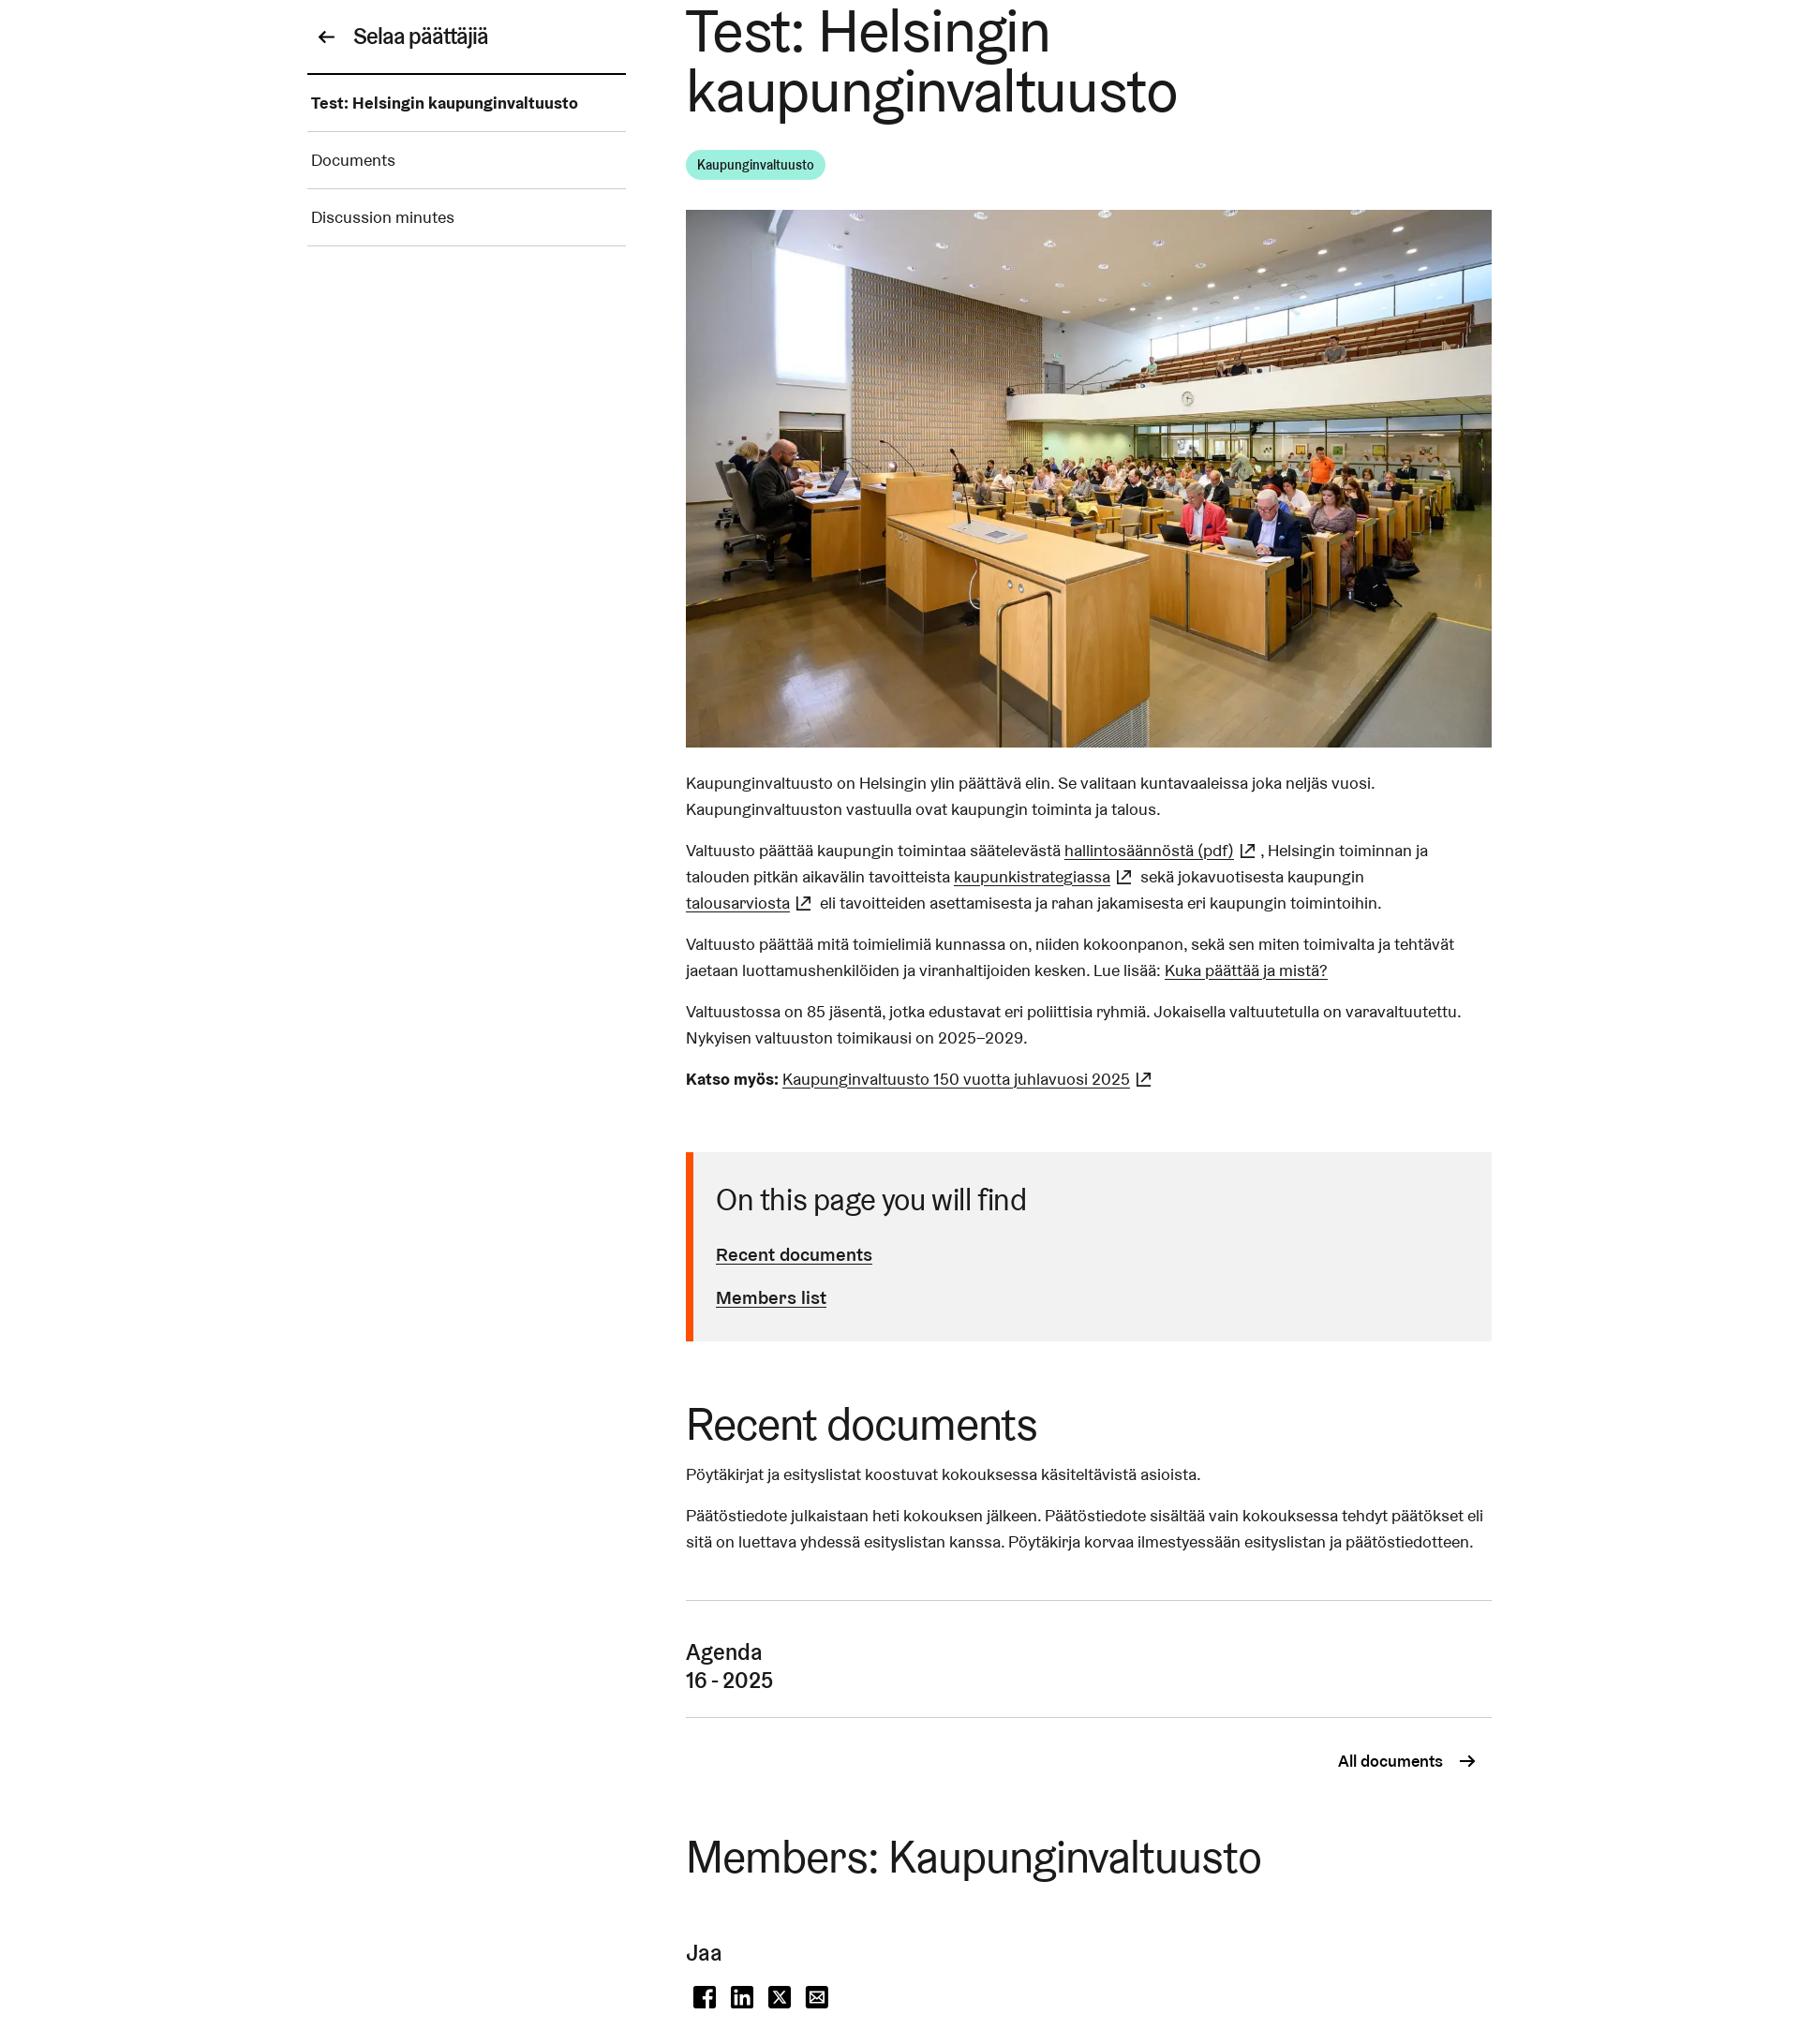 Selaa päättäjiä
Test: Helsingin kaupunginvaltuusto
Documents
Discussion minutes
Test: Helsingin
kaupunginvaltuusto
Kaupunginvaltuusto
Kaupunginvaltuusto on Helsingin ylin päättävä elin. Se valitaan kuntavaaleissa joka neljäs vuosi.
Kaupunginvaltuuston vastuulla ovat kaupungin toiminta ja talous.
Valtuusto päättää kaupungin toimintaa säätelevästä hallintosäännöstä (pdf) , Helsingin toiminnan ja
talouden pitkän aikavälin tavoitteista kaupunkistrategiassa sekä jokavuotisesta kaupungin
talousarviosta eli tavoitteiden asettamisesta ja rahan jakamisesta eri kaupungin toimintoihin.
Valtuusto päättää mitä toimielimiä kunnassa on, niiden kokoonpanon, sekä sen miten toimivalta ja tehtävät
jaetaan luottamushenkilöiden ja viranhaltijoiden kesken. Lue lisää: Kuka päättää ja mistä?
Valtuustossa on 85 jäsentä, jotka edustavat eri poliittisia ryhmiä. Jokaisella valtuutetulla on varavaltuutettu.
Nykyisen valtuuston toimikausi on 2025–2029.
Katso myös: Kaupunginvaltuusto 150 vuotta juhlavuosi 2025
On this page you will find
Recent documents
Members list
Recent documents
Pöytäkirjat ja esityslistat koostuvat kokouksessa käsiteltävistä asioista.
Päätöstiedote julkaistaan heti kokouksen jälkeen. Päätöstiedote sisältää vain kokouksessa tehdyt päätökset eli
sitä on luettava yhdessä esityslistan kanssa. Pöytäkirja korvaa ilmestyessään esityslistan ja päätöstiedotteen.
Agenda
16 - 2025
All documents
Members: Kaupunginvaltuusto
Jaa